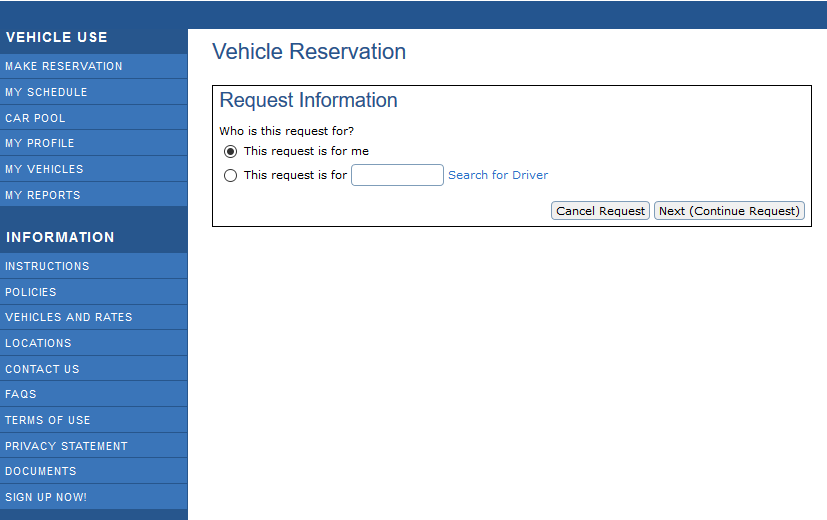 VEHICLE USE
MAKE RESERVATION
MY SCHEDULE
CAR POOL
MY PROFILE
MY VEHICLES
MY REPORTS
INFORMATION
INSTRUCTIONS
POLICIES
VEHICLES AND RATES
LOCATIONS
CONTACT US
FAQS
TERMS OF USE
PRIVACY STATEMENT
DOCUMENTS
SIGN UP NOW!
Vehicle Reservation
Request Information
Who is this request for?
This request is for me
This request is for Search for Driver
Cancel Request Next (Continue Request)